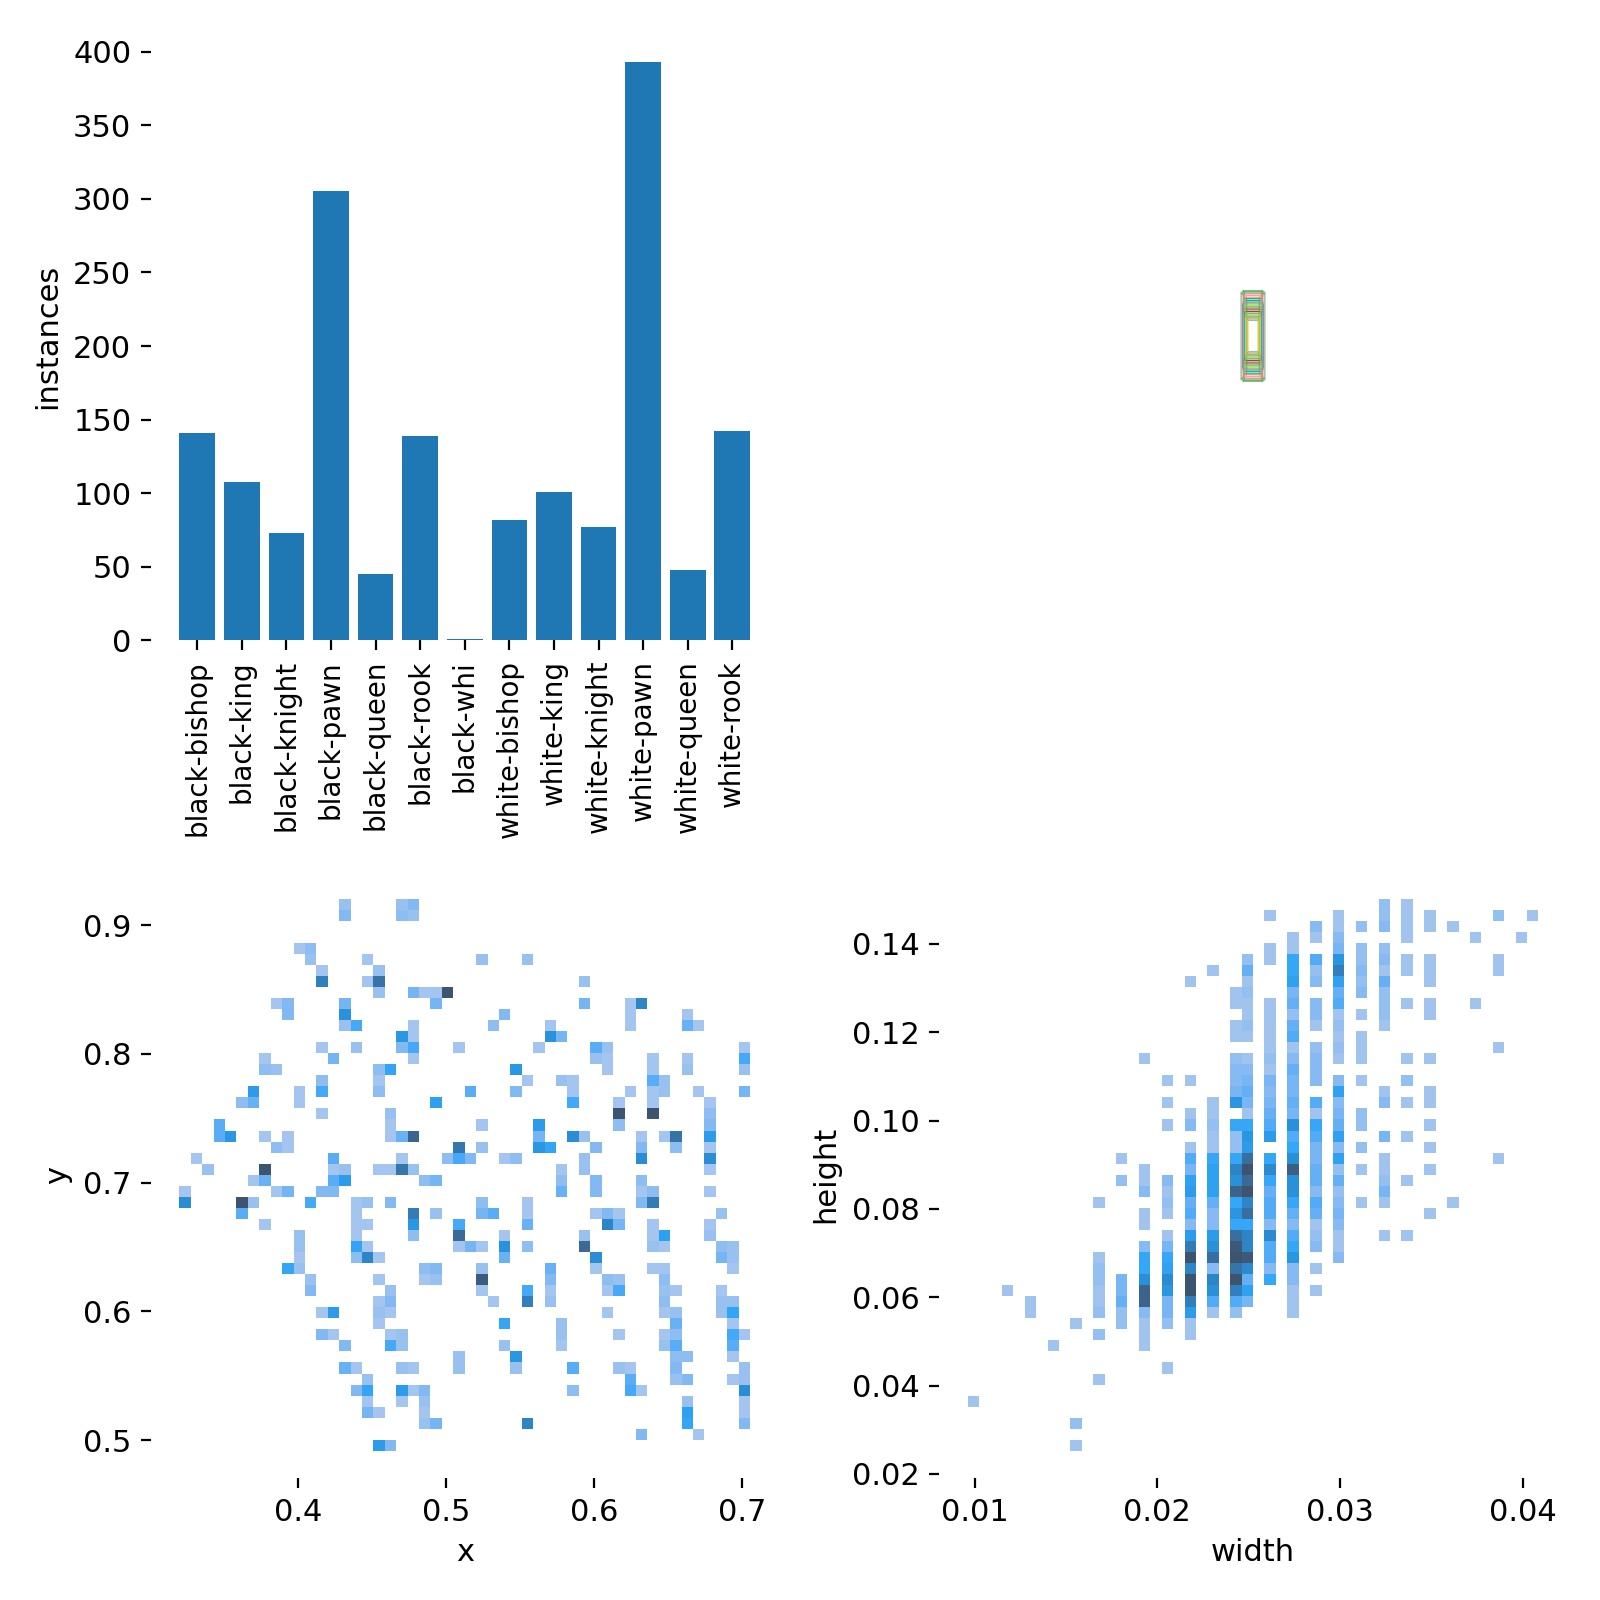 400
350
300
250
200
150
100
50
0
instances
black-bishop
black-king
black-knight
black-pawn
black-queen
black-rook
black-whi
white-bishop
white-king
white-knight
white-pawn
white-queen
white-rook
0.9
0.8
0.7
0.6
0.5
y
0.4 0.5 0.6 0.7
x
0.14
0.12
0.10
0.08
0.06
0.04
0.02
height
0.01 0.02 0.03 0.04
width